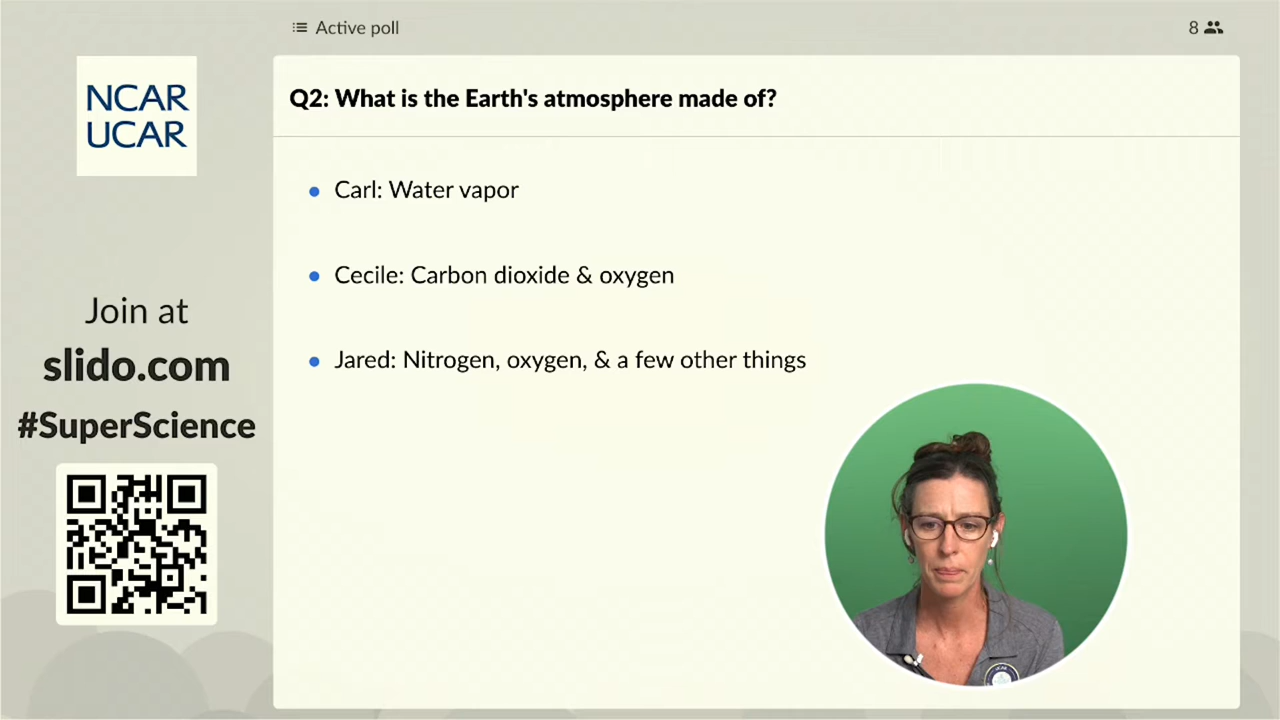 Active poll
8
NCAR
UCAR
Q2: What is the Earth's atmosphere made of?
Carl: Water vapor
Cecile: Carbon dioxide & oxygen
Jared: Nitrogen, oxygen, & a few other things
Join at
slido.com
#SuperScience
UCAR